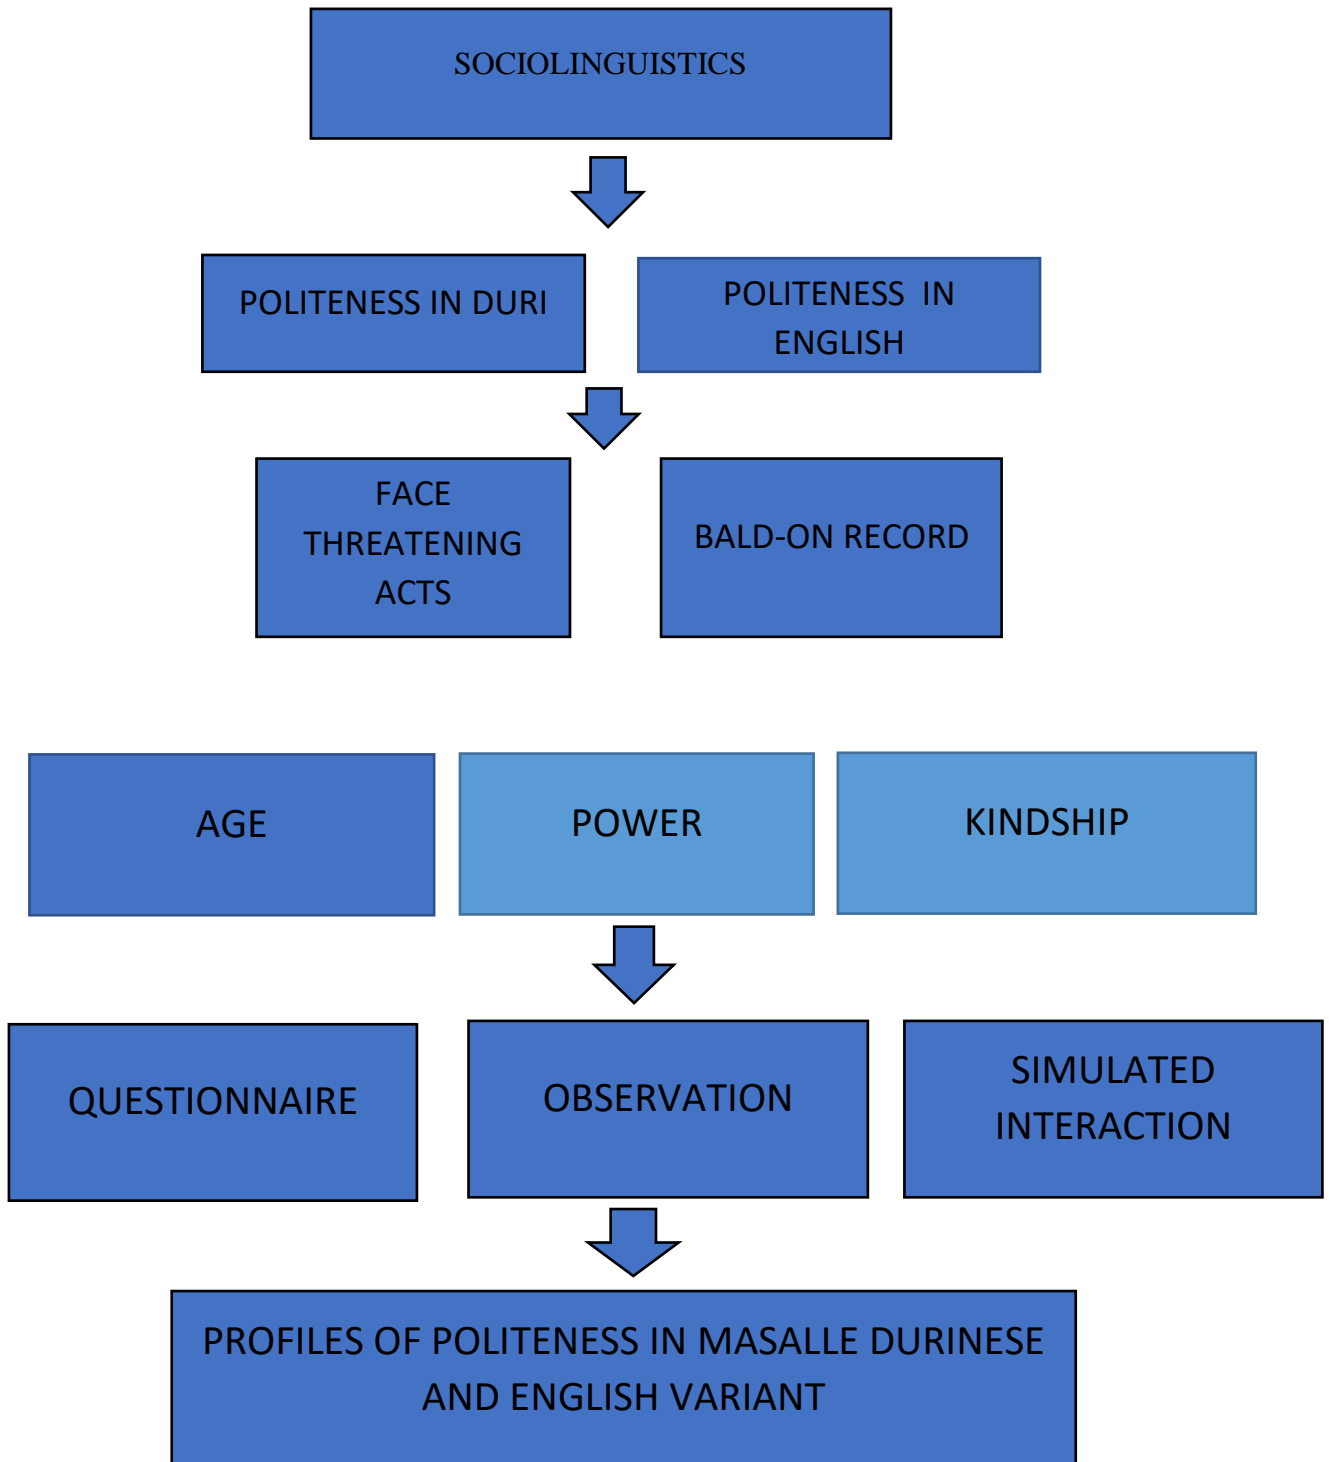 SOCIOLINGUISTICS
POLITENESS IN DURI
POLITENESS  IN
ENGLISH
FACE
THREATENING
ACTS
BALD-ON RECORD
AGE
POWER
KINDSHIP
QUESTIONNAIRE
OBSERVATION
SIMULATED
INTERACTION
PROFILES OF POLITENESS IN MASALLE DURINESE
AND ENGLISH VARIANT